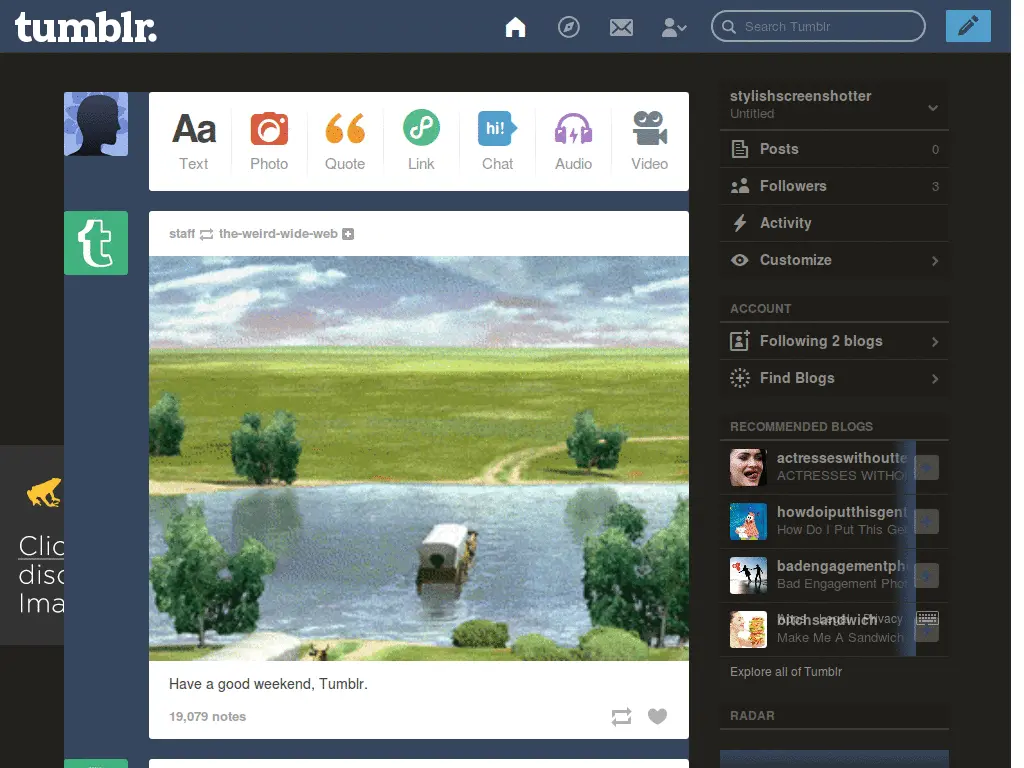 tumblr.
Search Tumblr
Aa
hi!
Text
Photo
Quote
Link
Chat
Audio
Video
staff
the-weird-wide-web
Have a good weekend, Tumblr.
19,079 notes
Clic
disc
Ima
stylishscreenshotter
Untitled
Posts 0
Followers 3
Activity
Customize
ACCOUNT
Following 2 blogs
Find Blogs
RECOMMENDED BLOGS
actresseswithoutte
ACTRESSES WITHO
howdoiputthisgent
How Do I Put This Ge
badengagementph
Bad Engagement Pho
bitchsandwich
Legal Privacy
Make Me A Sandwich
Explore all of Tumblr
RADAR